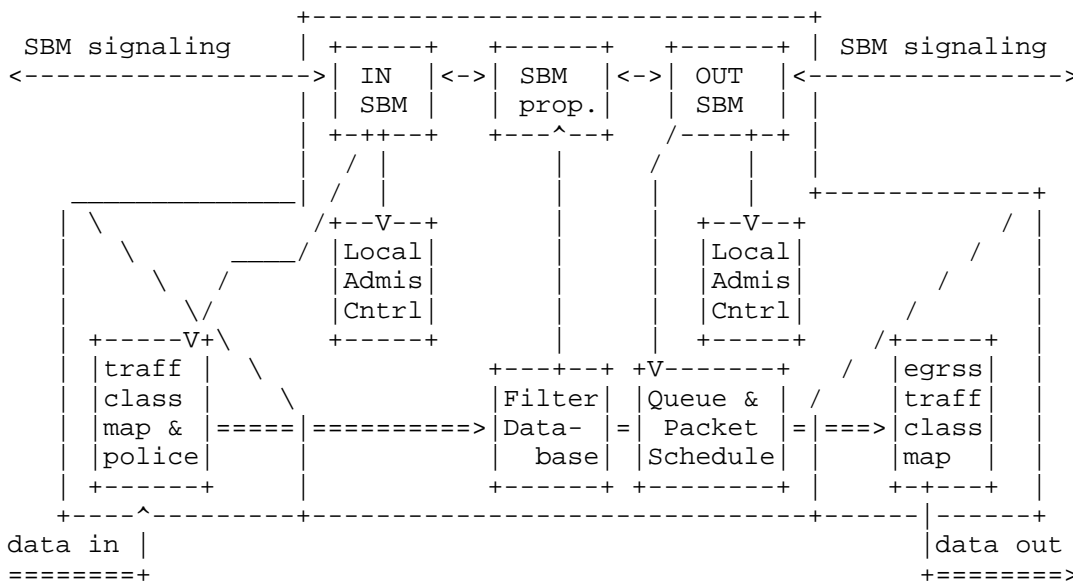 SBM signaling SBM signaling
IN SBM OUT
SBM prop. SBM
Local Local
Admis Admis
Cntrl Cntrl
traff egrss
class Filter Queue & traff
map & Data- Packet class
police base Schedule map
data in data out